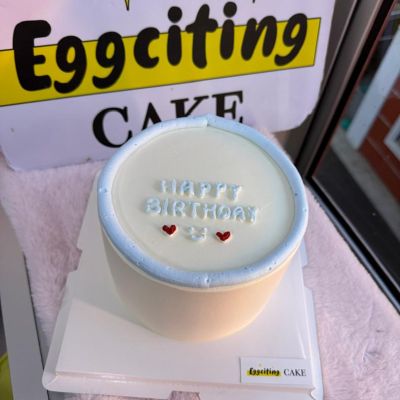 Eggciting
CAKE
HAPPY
BIRTHDAY
Eggciting CAKE